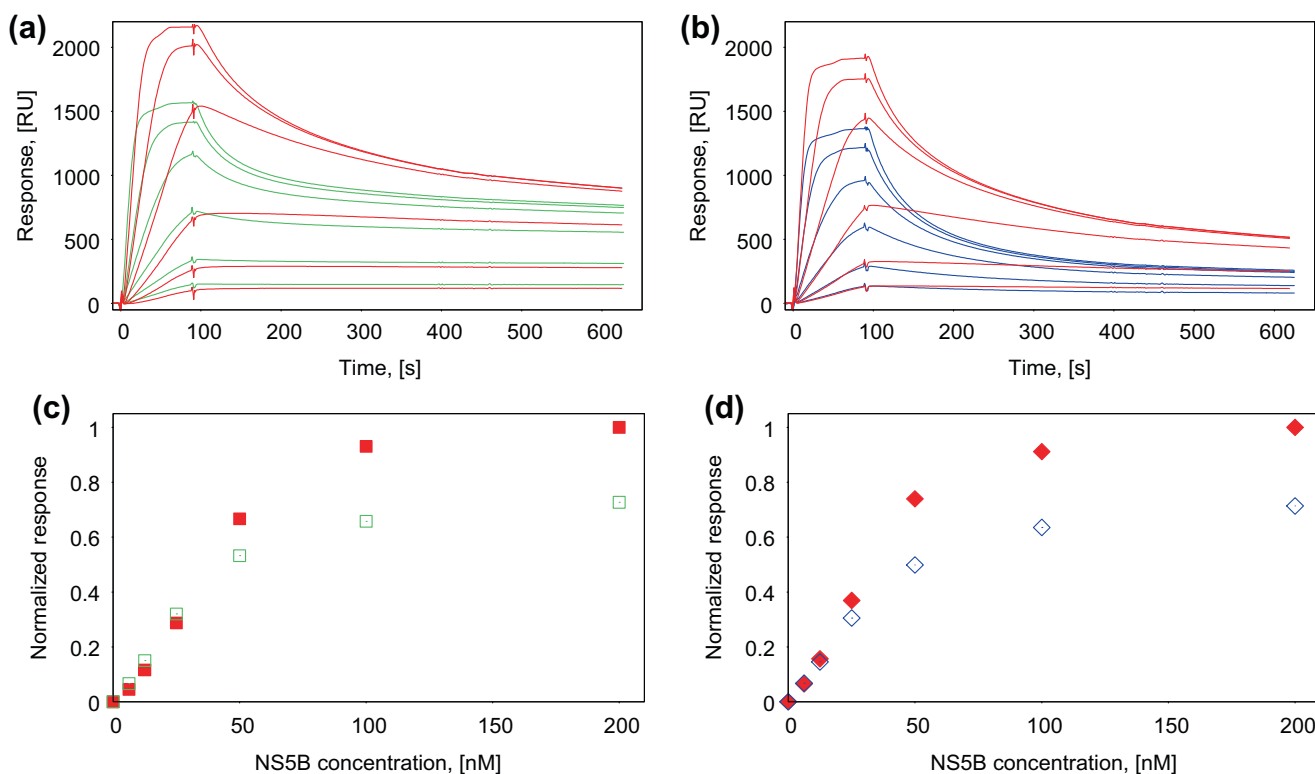 (a)
Response, [RU]
2000
1500
1000
500
0
0 100 200 300 400 500 600
Time, [s]
(b)
Response, [RU]
2000
1500
1000
500
0
0 100 200 300 400 500 600
Time, [s]
(c)
Normalized response
1
0.8
0.6
0.4
0.2
0
0 50 100 150 200
NS5B concentration, [nM]
(d)
Normalized response
1
0.8
0.6
0.4
0.2
0
0 50 100 150 200
NS5B concentration, [nM]